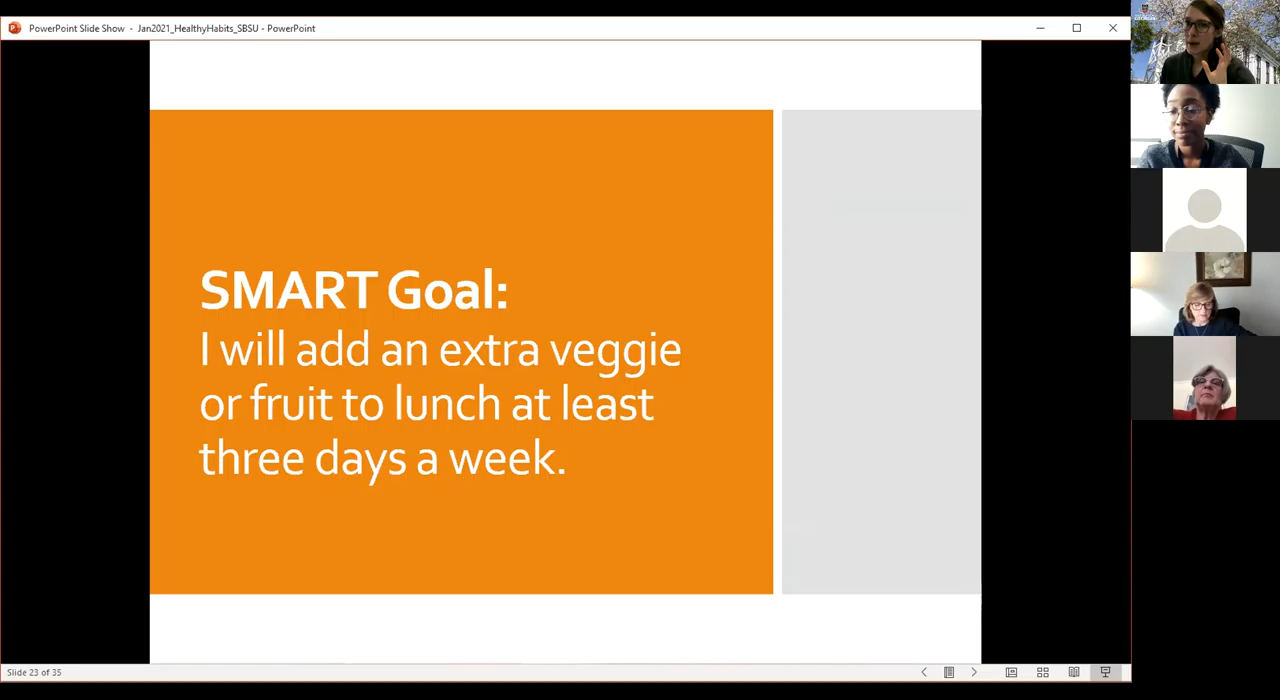 PowerPoint Slide Show - Jan2021_HealthyHabits_SBSU - PowerPoint
SMART Goal:
I will add an extra veggie
or fruit to lunch at least
three days a week.
Slide 23 of 35